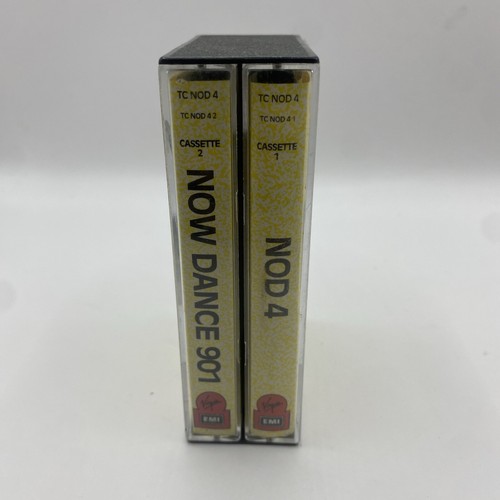 TC NOD 4
TC NOD 4 2
CASSETTE
2
NOW DANCE 901
Virgin
EMI
TC NOD 4
TC NOD 4 1
CASSETTE
1
NOD 4
Virgin
EMI